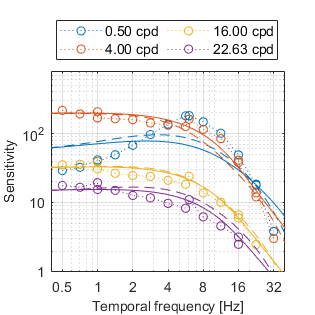 0.50 cpd 16.00 cpd
4.00 cpd 22.63 cpd
10²
10
1
Sensitivity
0.5 1 2 4 8 16 32
Temporal frequency [Hz]